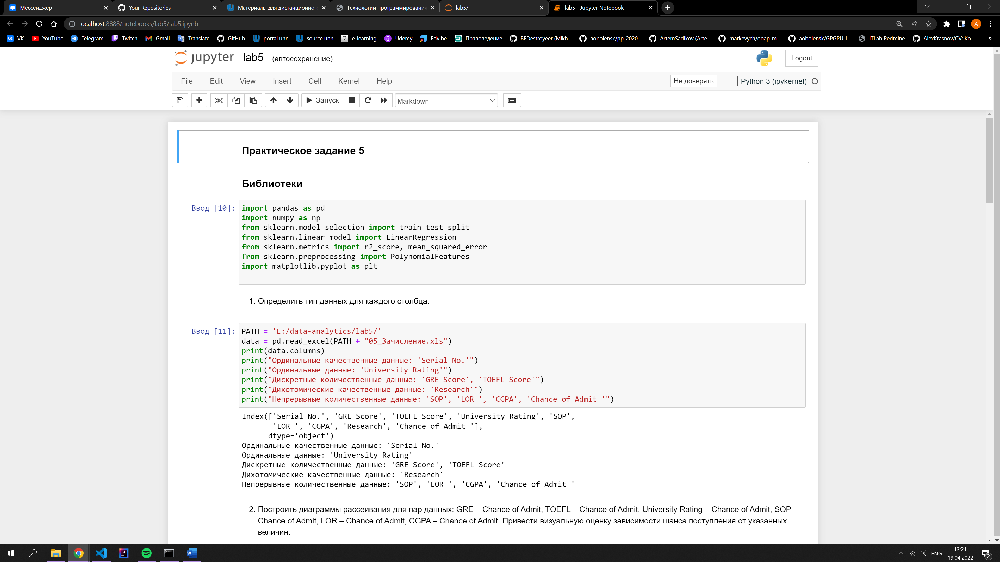 Мессенджер
Your Repositories
Материалы для дистанционного
Технологии программирования
lab5/
lab5 - Jupyter Notebook
localhost:8888/notebooks/lab5/lab5.ipynb
A
VK
YouTube
Telegram
Twitch
Gmail
Translate
GitHub
portal unn
source unn
e-learning
Udemy
Edvibe
Правоведение
BFDestroyeer (Mikh...
aobolensk/pp_2020...
ArtemSadikov (Arte...
markevych/ooap-m...
aobolensk/GPGPU-l...
ITLab Redmine
AlexKrasnov/CV: Ко...
»
jupyter
lab5
(автосохранение)
Logout
File
Edit
View
Insert
Cell
Kernel
Help
Не доверять
Python 3 (ipykernel)
Запуск
Markdown
Практическое задание 5
Библиотеки
Ввод [10]:
import pandas as pd
import numpy as np
from sklearn.model_selection import train_test_split
from sklearn.linear_model import LinearRegression
from sklearn.metrics import r2_score, mean_squared_error
from sklearn.preprocessing import PolynomialFeatures
import matplotlib.pyplot as plt
1. Определить тип данных для каждого столбца.
Ввод [11]:
PATH = 'E:/data-analytics/lab5/'
data = pd.read_excel(PATH + "05_Зачисление.xls")
print(data.columns)
print("Ординальные качественные данные: 'Serial No.'")
print("Ординальные данные: 'University Rating'")
print("Дискретные количественные данные: 'GRE Score', 'TOEFL Score'")
print("Дихотомические качественные данные: 'Research'")
print("Непрерывные количественные данные: 'SOP', 'LOR ', 'CGPA', 'Chance of Admit '")
Index(['Serial No.', 'GRE Score', 'TOEFL Score', 'University Rating', 'SOP',
'LOR ', 'CGPA', 'Research', 'Chance of Admit '],
dtype='object')
Ординальные качественные данные: 'Serial No.'
Ординальные данные: 'University Rating'
Дискретные количественные данные: 'GRE Score', 'TOEFL Score'
Дихотомические качественные данные: 'Research'
Непрерывные количественные данные: 'SOP', 'LOR ', 'CGPA', 'Chance of Admit '
2. Построить диаграммы рассеивания для пар данных: GRE – Chance of Admit, TOEFL – Chance of Admit, University Rating – Chance of Admit, SOP –
Chance of Admit, LOR – Chance of Admit, CGPA – Chance of Admit. Привести визуальную оценку зависимости шанса поступления от указанных
величин.
ENG
13:21
19.04.2022
2